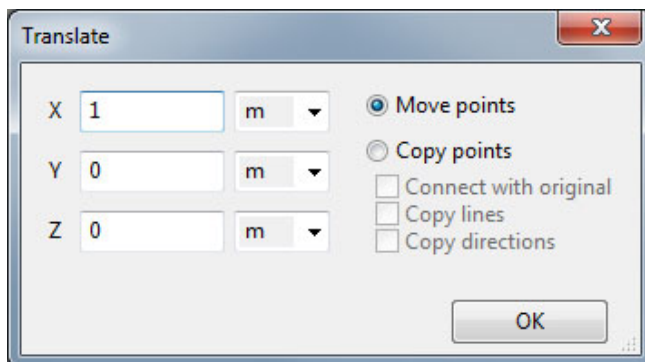 Translate
X 1 m
Move points
Copy points
Y 0 m
Connect with original
Copy lines
Z 0 m
Copy directions
OK